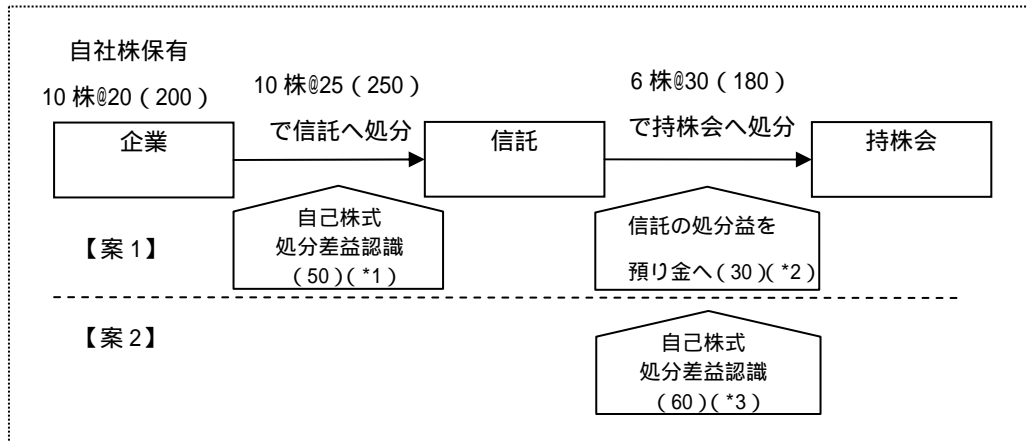 自社株保有
10 株@20(200)
10 株@25(250)
で信託へ処分
6 株@30(180)
で持株会へ処分
企業
信託
持株会
【案 1】
自己株式
処分差益認識
(50)(*1)
信託の処分益を
預り金へ(30)(*2)
【案 2】
自己株式
処分差益認識
(60)(*3)